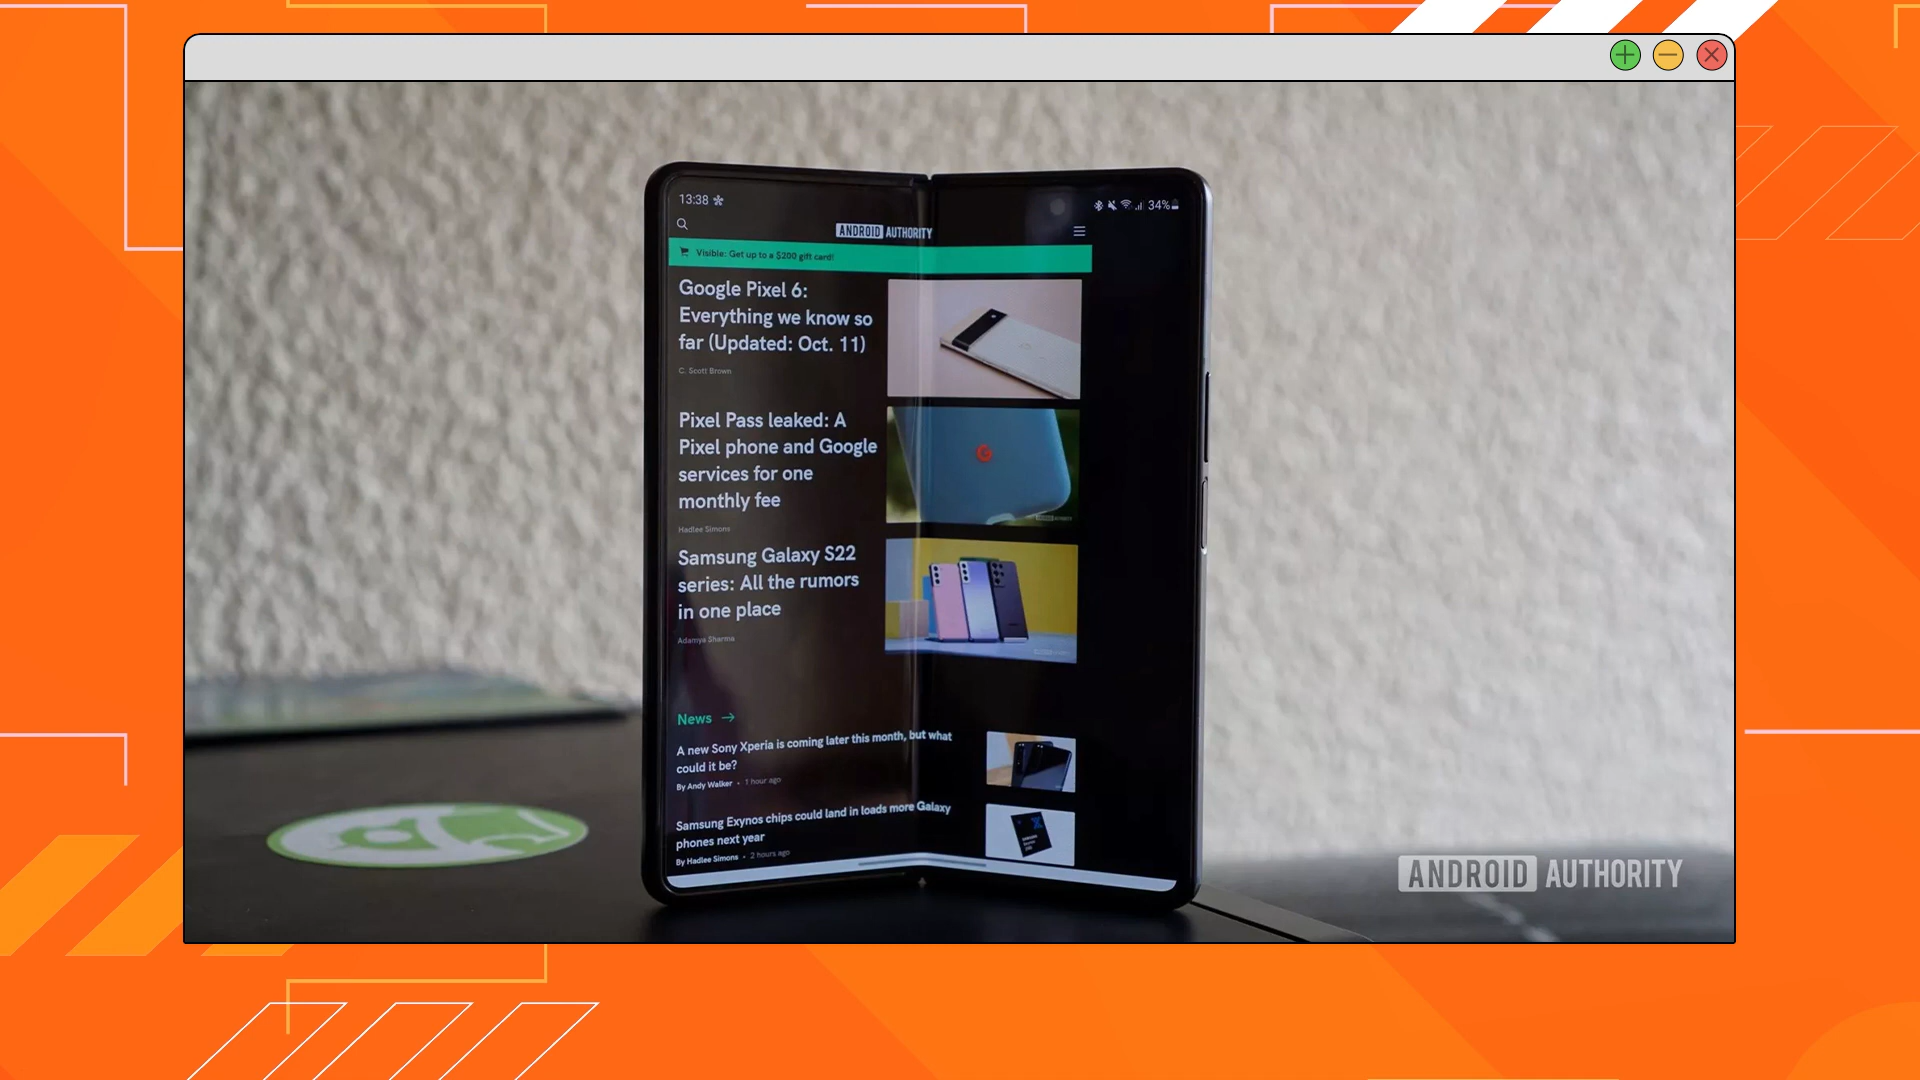 13:38
34%
ANDROID AUTHORITY
Visible: Get up to a $200 gift card!
Google Pixel 6:
Everything we know so
far (Updated: Oct. 11)
C. Scott Brown
Pixel Pass leaked: A
Pixel phone and Google
services for one
monthly fee
Hadlee Simons
Samsung Galaxy S22
series: All the rumors
in one place
Adamya Sharma
News →
A new Sony Xperia is coming later this month, but what
could it be?
By Andy Walker • 1 hour ago
Samsung Exynos chips could land in loads more Galaxy
phones next year
By Hadlee Simons • 2 hours ago
ANDROID AUTHORITY